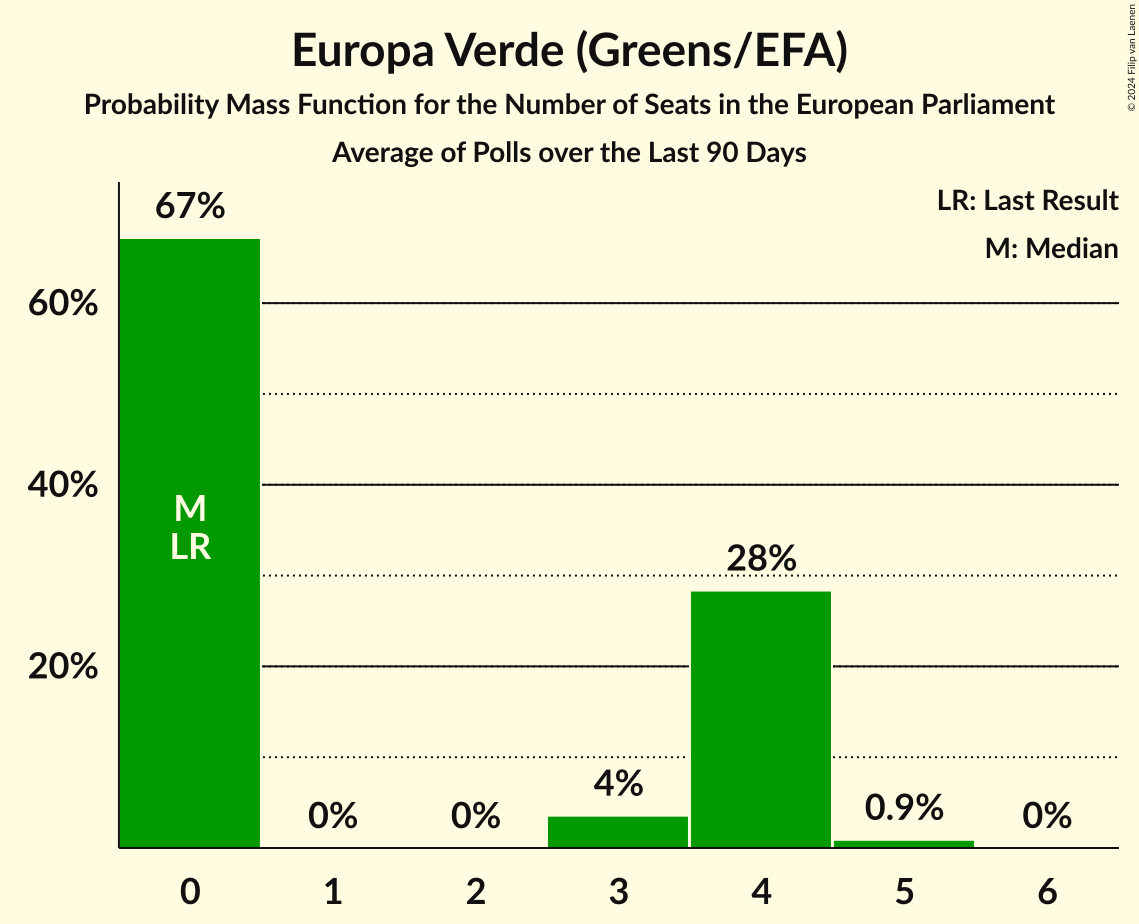 Europa Verde (Greens/EFA)
Probability Mass Function for the Number of Seats in the European Parliament
Average of Polls over the Last 90 Days
© 2024 Filip van Laenen
LR: Last Result
M: Median
67%
60%
40%
20%
M
LR
0%
0%
4%
28%
0.9%
0%
0 1 2 3 4 5 6